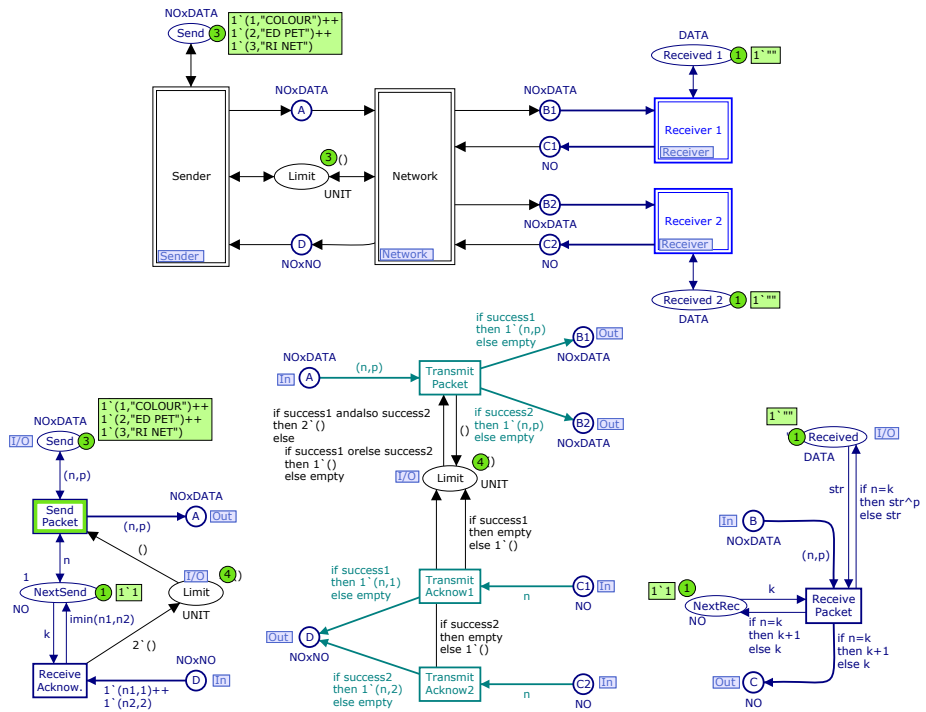 NOxDATA
Send
3
1`(1,"COLOUR")++
1`(2,"ED PET")++
1`(3,"RI NET")
Sender
Sender
NOxDATA
A
3
()
Limit
UNIT
D
NOxNO
Network
Network
NOxDATA
B1
C1
NO
B2
NOxDATA
C2
NO
DATA
Received 1
1
1`""
Receiver 1
Receiver
Receiver 2
Receiver
Received 2
1
1`""
DATA
NOxDATA
I/O
Send
3
1`(1,"COLOUR")++
1`(2,"ED PET")++
1`(3,"RI NET")
(n,p)
Send
Packet
(n,p)
NOxDATA
A
Out
n
()
1
NextSend
1
1`1
NO
I/O
4
)
Limit
UNIT
k
imin(n1,n2)
2`()
Receive
Acknow.
1`(n1,1)++
1`(n2,2)
NOxNO
D
In
NOxDATA
In
A
(n,p)
Transmit
Packet
if success1
then 1`(n,p)
else empty
B1
Out
NOxDATA
if success2
then 1`(n,p)
else empty
B2
Out
NOxDATA
if success1 andalso success2
then 2`()
else
if success1 orelse success2
then 1`()
else empty
()
I/O
Limit
4
)
UNIT
if success1
then empty
else 1`()
if success1
then 1`(n,1)
else empty
Transmit
Acknow1
n
C1
In
NO
if success2
then empty
else 1`()
Out
D
NOxNO
if success2
then 1`(n,2)
else empty
Transmit
Acknow2
n
C2
In
NO
1`""
1
Received
I/O
DATA
str
if n=k
then str^p
else str
In
B
NOxDATA
(n,p)
1`1
1
NextRec
NO
k
if n=k
then k+1
else k
Receive
Packet
if n=k
then k+1
else k
Out
C
NO